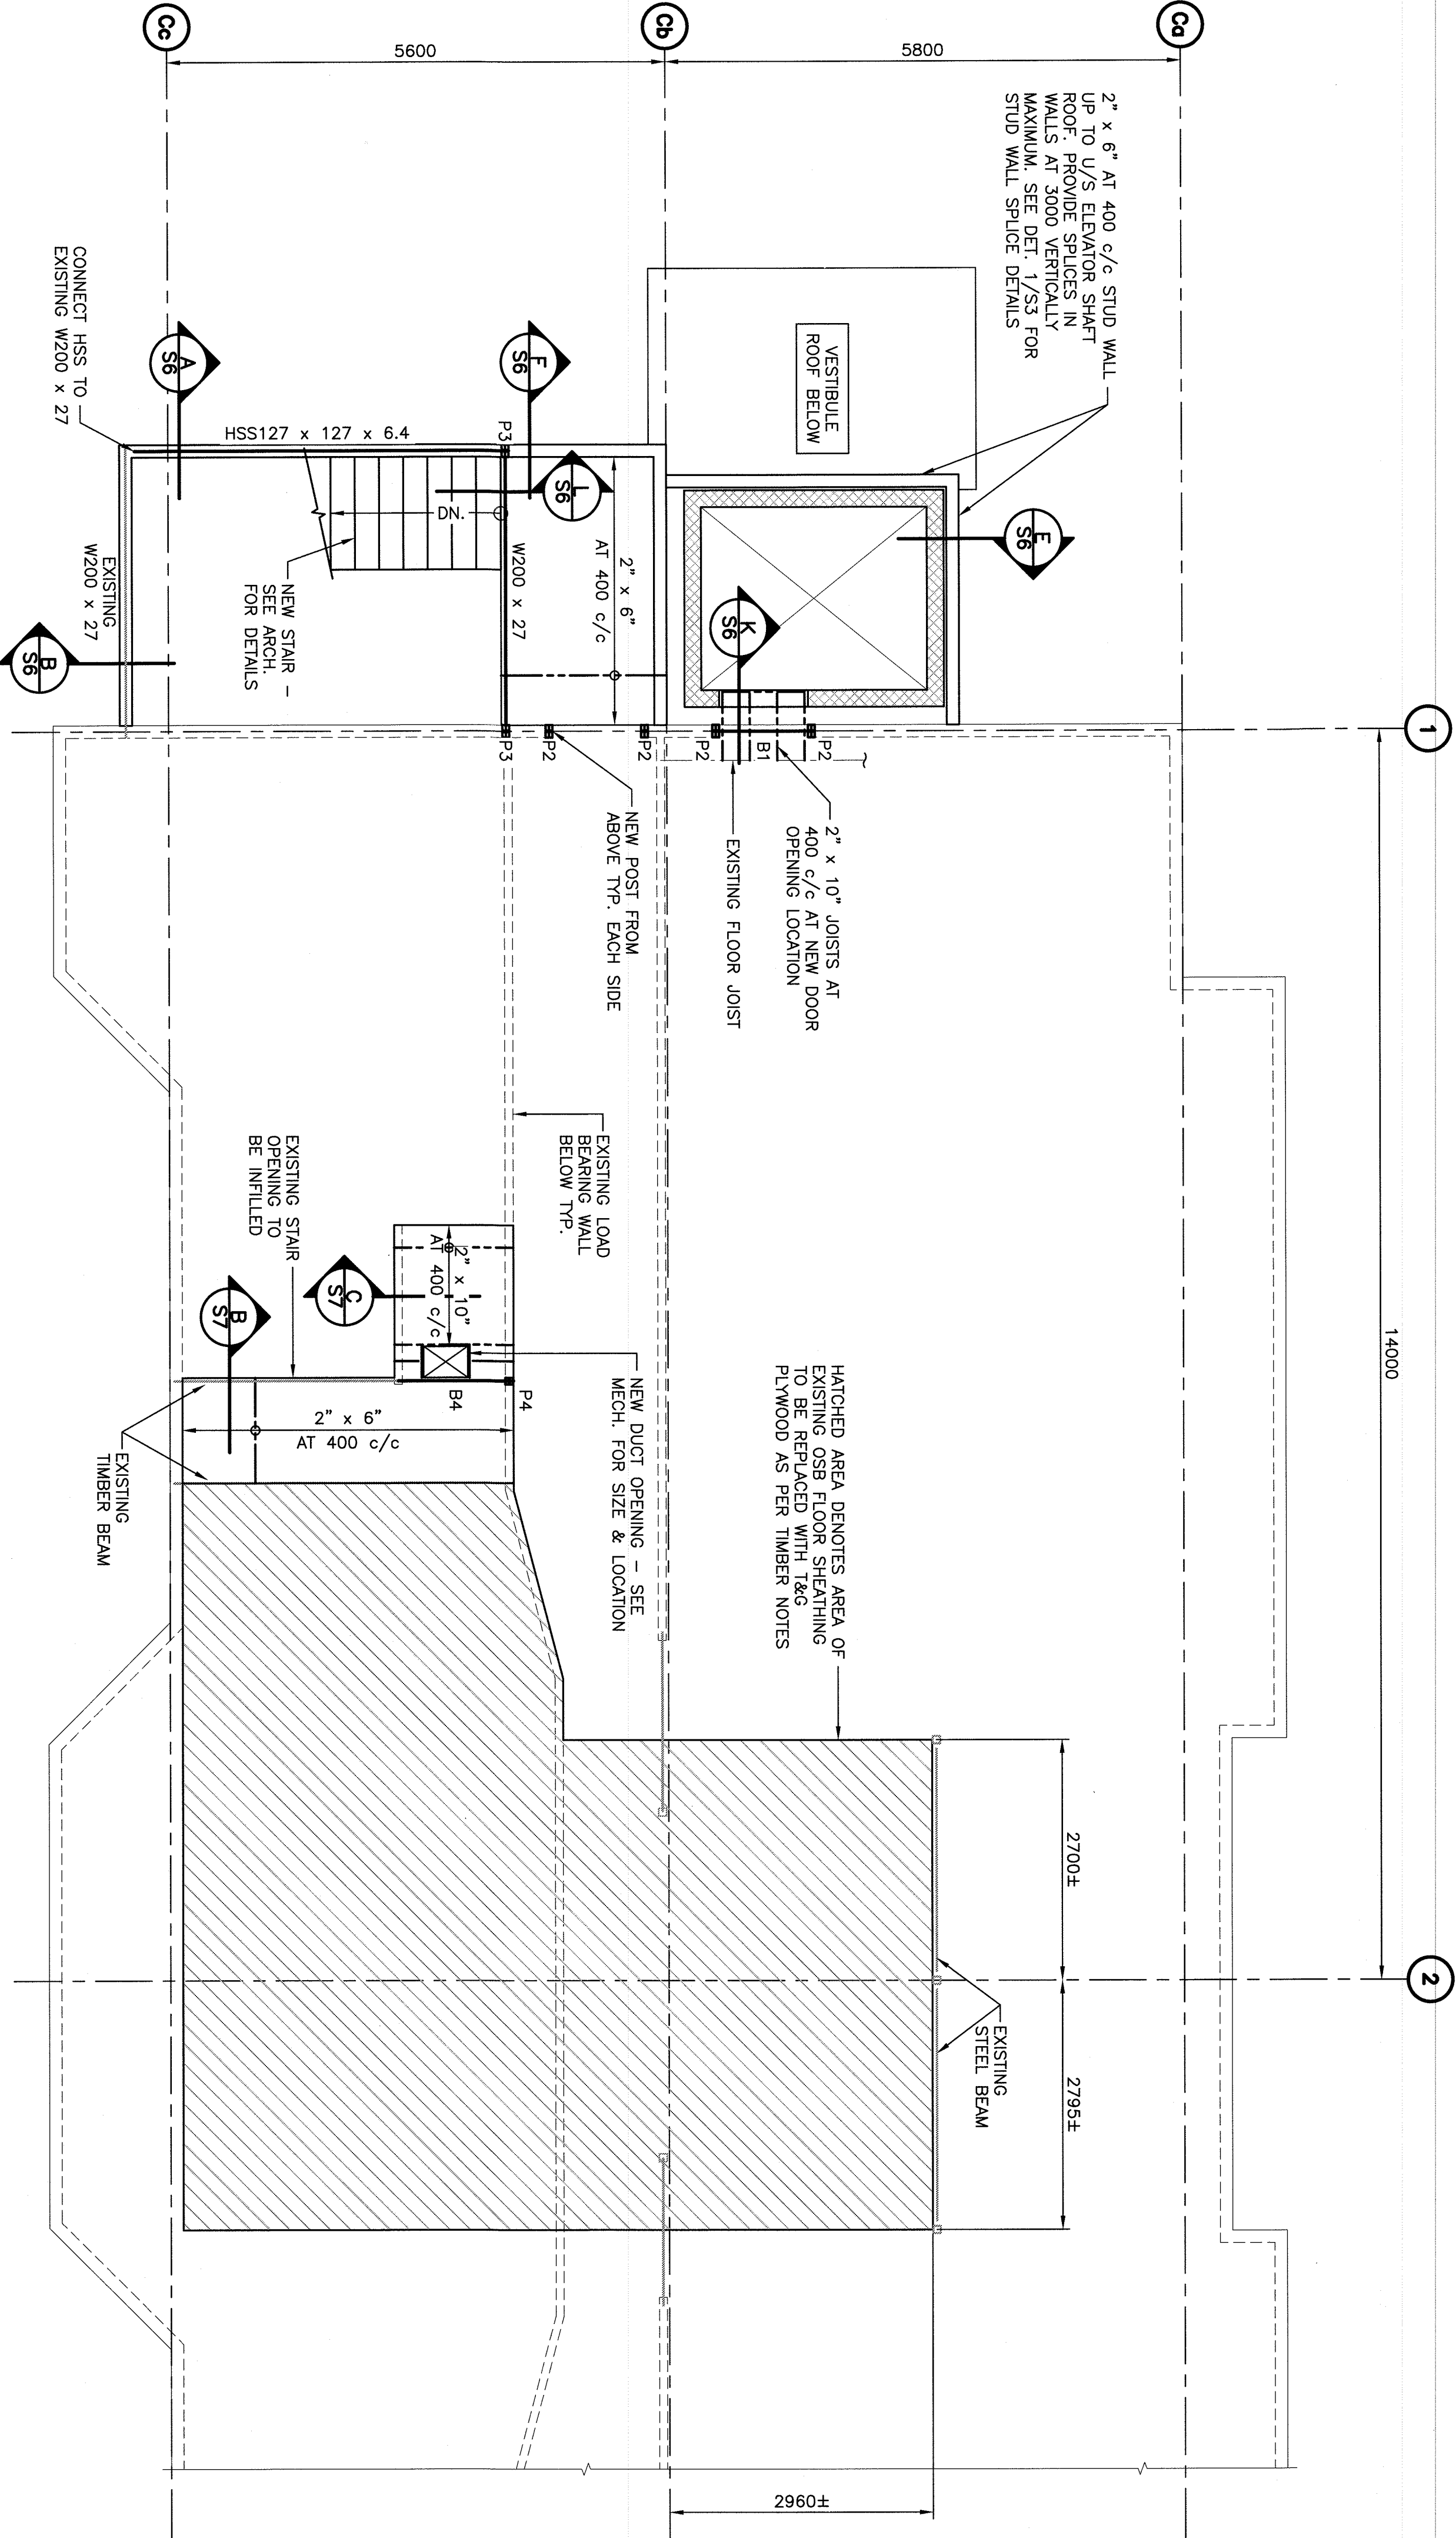 1
2
14000
Ca
Cb
Cc
5800
5600
2" x 6" AT 400 c/c STUD WALL
UP TO U/S ELEVATOR SHAFT
ROOF. PROVIDE SPLICES IN
WALLS AT 3000 VERTICALLY
MAXIMUM. SEE DET. 1/S3 FOR
STUD WALL SPLICE DETAILS
E
S6
2700±
2795±
EXISTING
STEEL BEAM
2960±
VESTIBULE
ROOF BELOW
K
S6
P2
B1
P2
2" x 10" JOISTS AT
400 c/c AT NEW DOOR
OPENING LOCATION
EXISTING FLOOR JOIST
HATCHED AREA DENOTES AREA OF
EXISTING OSB FLOOR SHEATHING
TO BE REPLACED WITH T&G
PLYWOOD AS PER TIMBER NOTES
2" x 6"
AT 400 c/c
P2
P2
P3
NEW POST FROM
ABOVE TYP. EACH SIDE
EXISTING LOAD
BEARING WALL
BELOW TYP.
NEW DUCT OPENING – SEE
MECH. FOR SIZE & LOCATION
F
S6
L
S6
P3
W200 x 27
DN.
HSS127 x 127 x 6.4
NEW STAIR –
SEE ARCH.
FOR DETAILS
A
S6
CONNECT HSS TO
EXISTING W200 x 27
EXISTING
W200 x 27
B
S6
2" x 10"
AT 400 c/c
C
S7
P4
B4
2" x 6"
AT 400 c/c
EXISTING STAIR
OPENING TO
BE INFILLED
B
S7
EXISTING
TIMBER BEAM